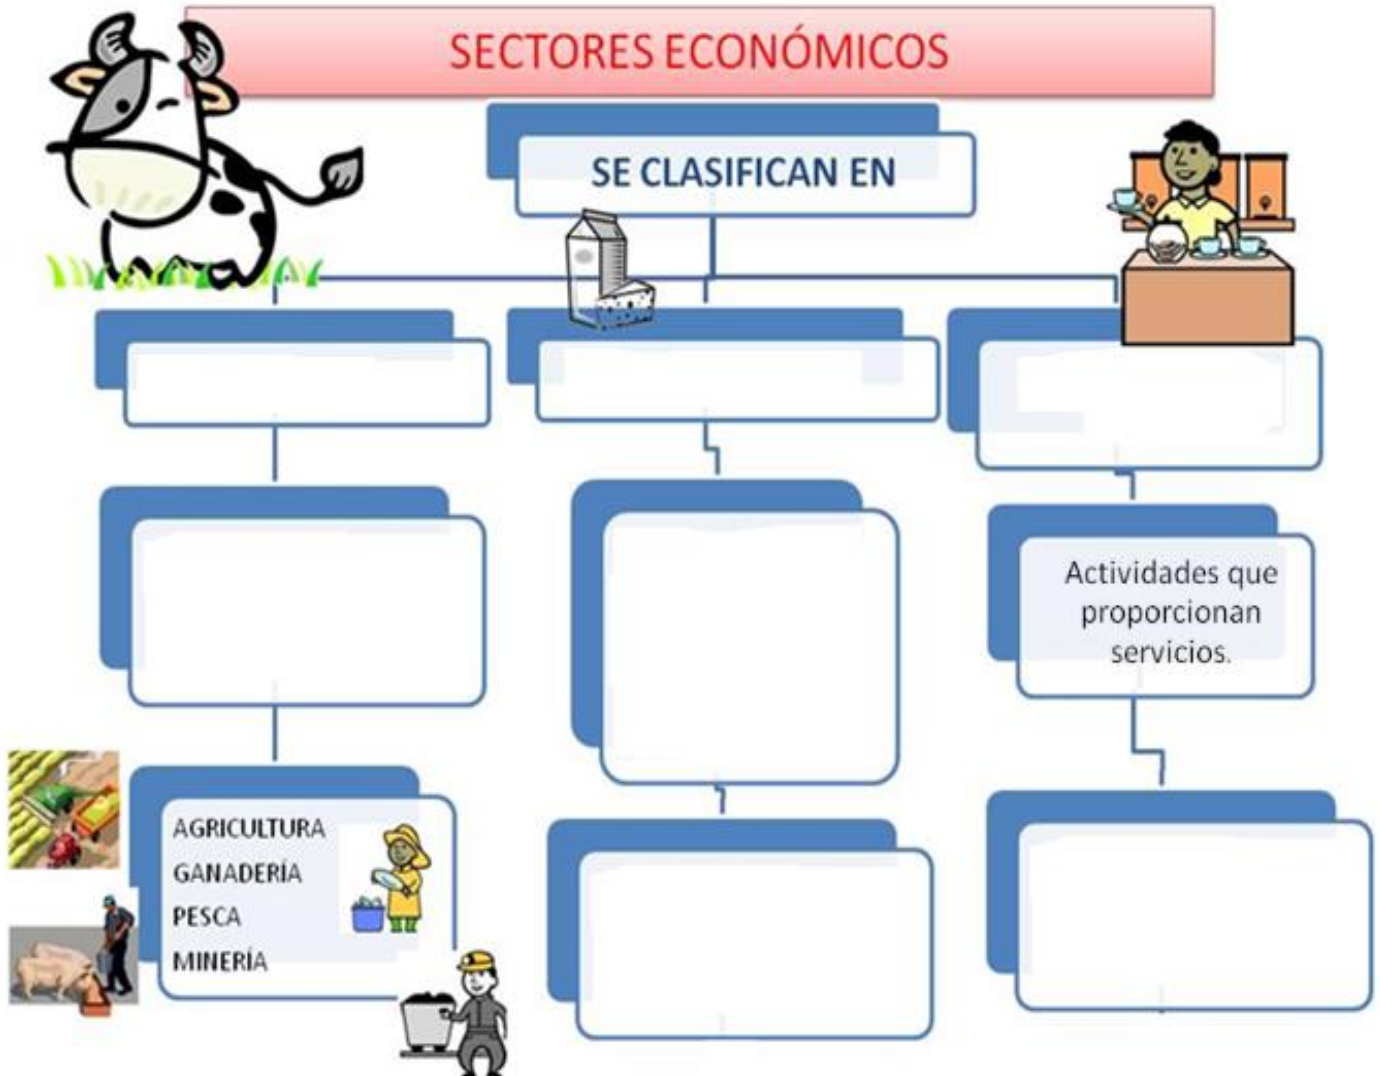 SECTORES ECONÓMICOS
SE CLASIFICAN EN
Actividades que
proporcionan
servicios.
AGRICULTURA
GANADERÍA
PESCA
MINERÍA